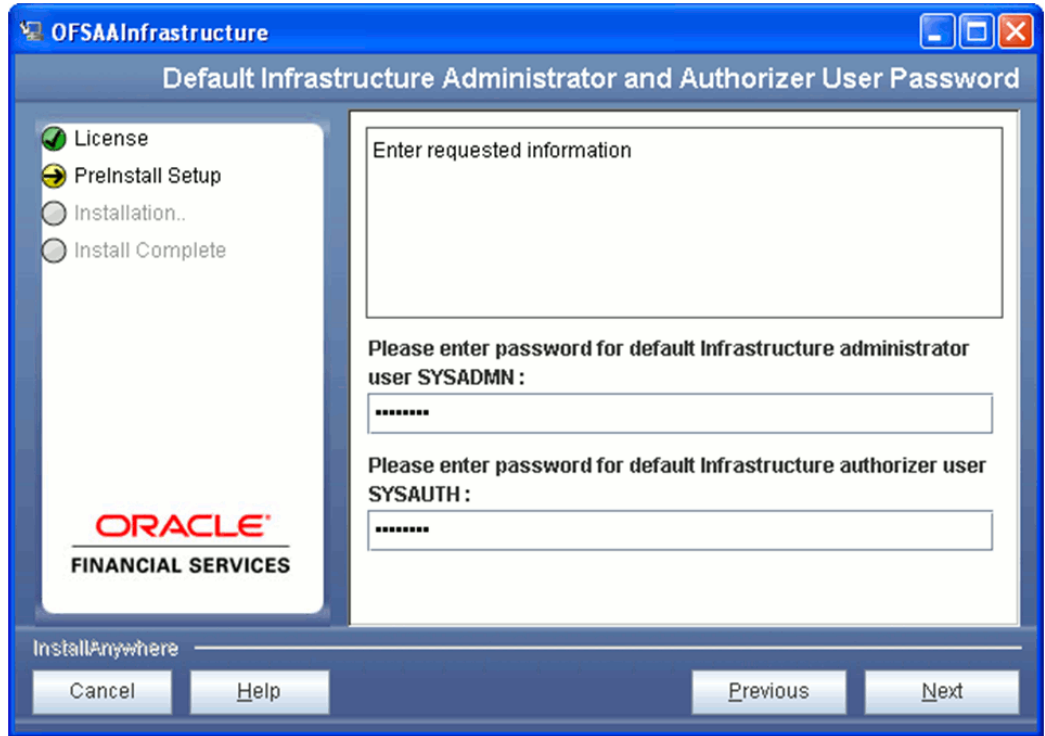 OFSAAInfrastructure
Default Infrastructure Administrator and Authorizer User Password
License
PreInstall Setup
Installation..
Install Complete
ORACLE
FINANCIAL SERVICES
Enter requested information
Please enter password for default Infrastructure administrator
user SYSADMN :
••••••••
Please enter password for default Infrastructure authorizer user
SYSAUTH :
••••••••
InstallAnywhere
Cancel
Help
Previous
Next